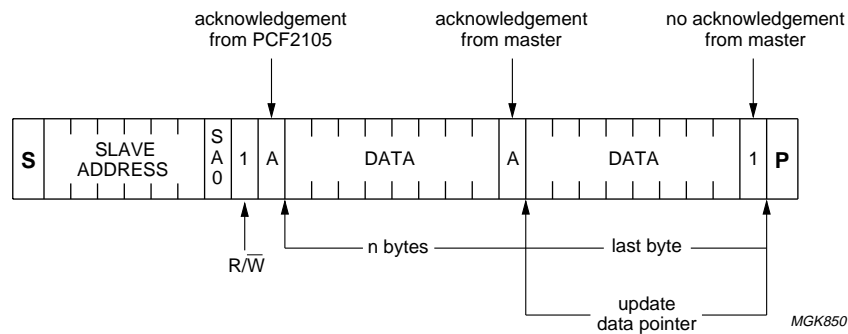 acknowledgement
from PCF2105
acknowledgement
from master
no acknowledgement
from master
S
SLAVE
ADDRESS
S
A
0
1
A
DATA
A
DATA
1
P
R/W̅
n bytes
last byte
update
data pointer
MGK850